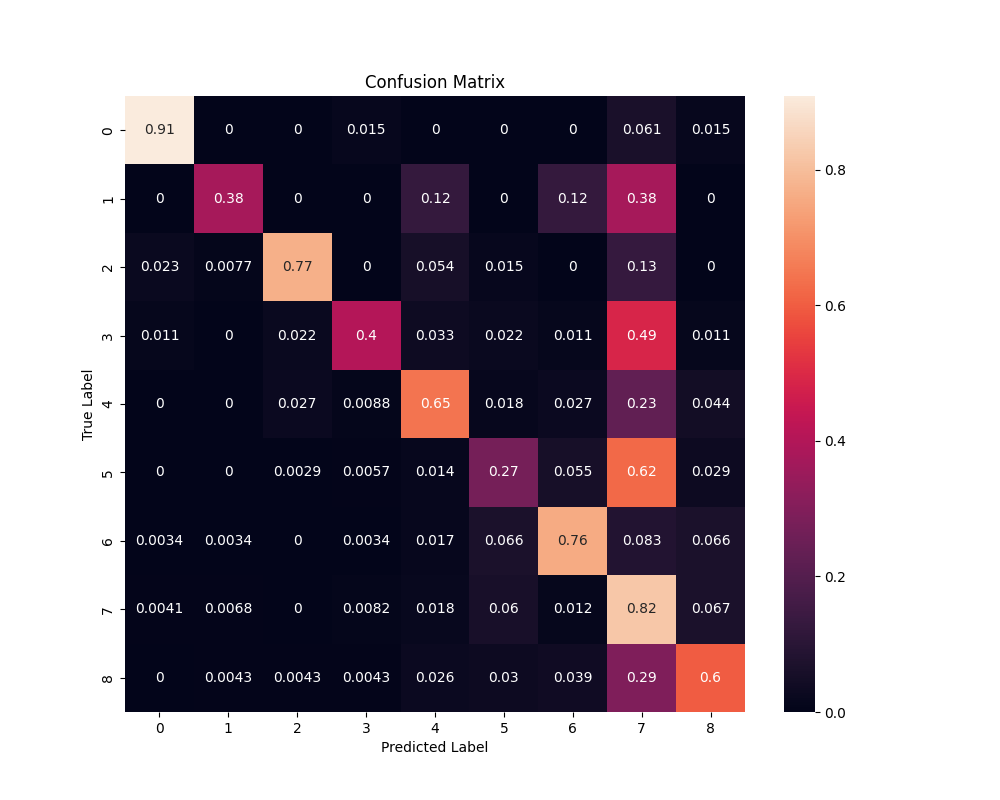 Confusion Matrix
0 0.91 0 0 0.015 0 0 0 0.061 0.015
1 0 0.38 0 0 0.12 0 0.12 0.38 0
2 0.023 0.0077 0.77 0 0.054 0.015 0 0.13 0
3 0.011 0 0.022 0.4 0.033 0.022 0.011 0.49 0.011
4 0 0 0.027 0.0088 0.65 0.018 0.027 0.23 0.044
5 0 0 0.0029 0.0057 0.014 0.27 0.055 0.62 0.029
6 0.0034 0.0034 0 0.0034 0.017 0.066 0.76 0.083 0.066
7 0.0041 0.0068 0 0.0082 0.018 0.06 0.012 0.82 0.067
8 0 0.0043 0.0043 0.0043 0.026 0.03 0.039 0.29 0.6
0 1 2 3 4 5 6 7 8
Predicted Label
True Label
0.8
0.6
0.4
0.2
0.0